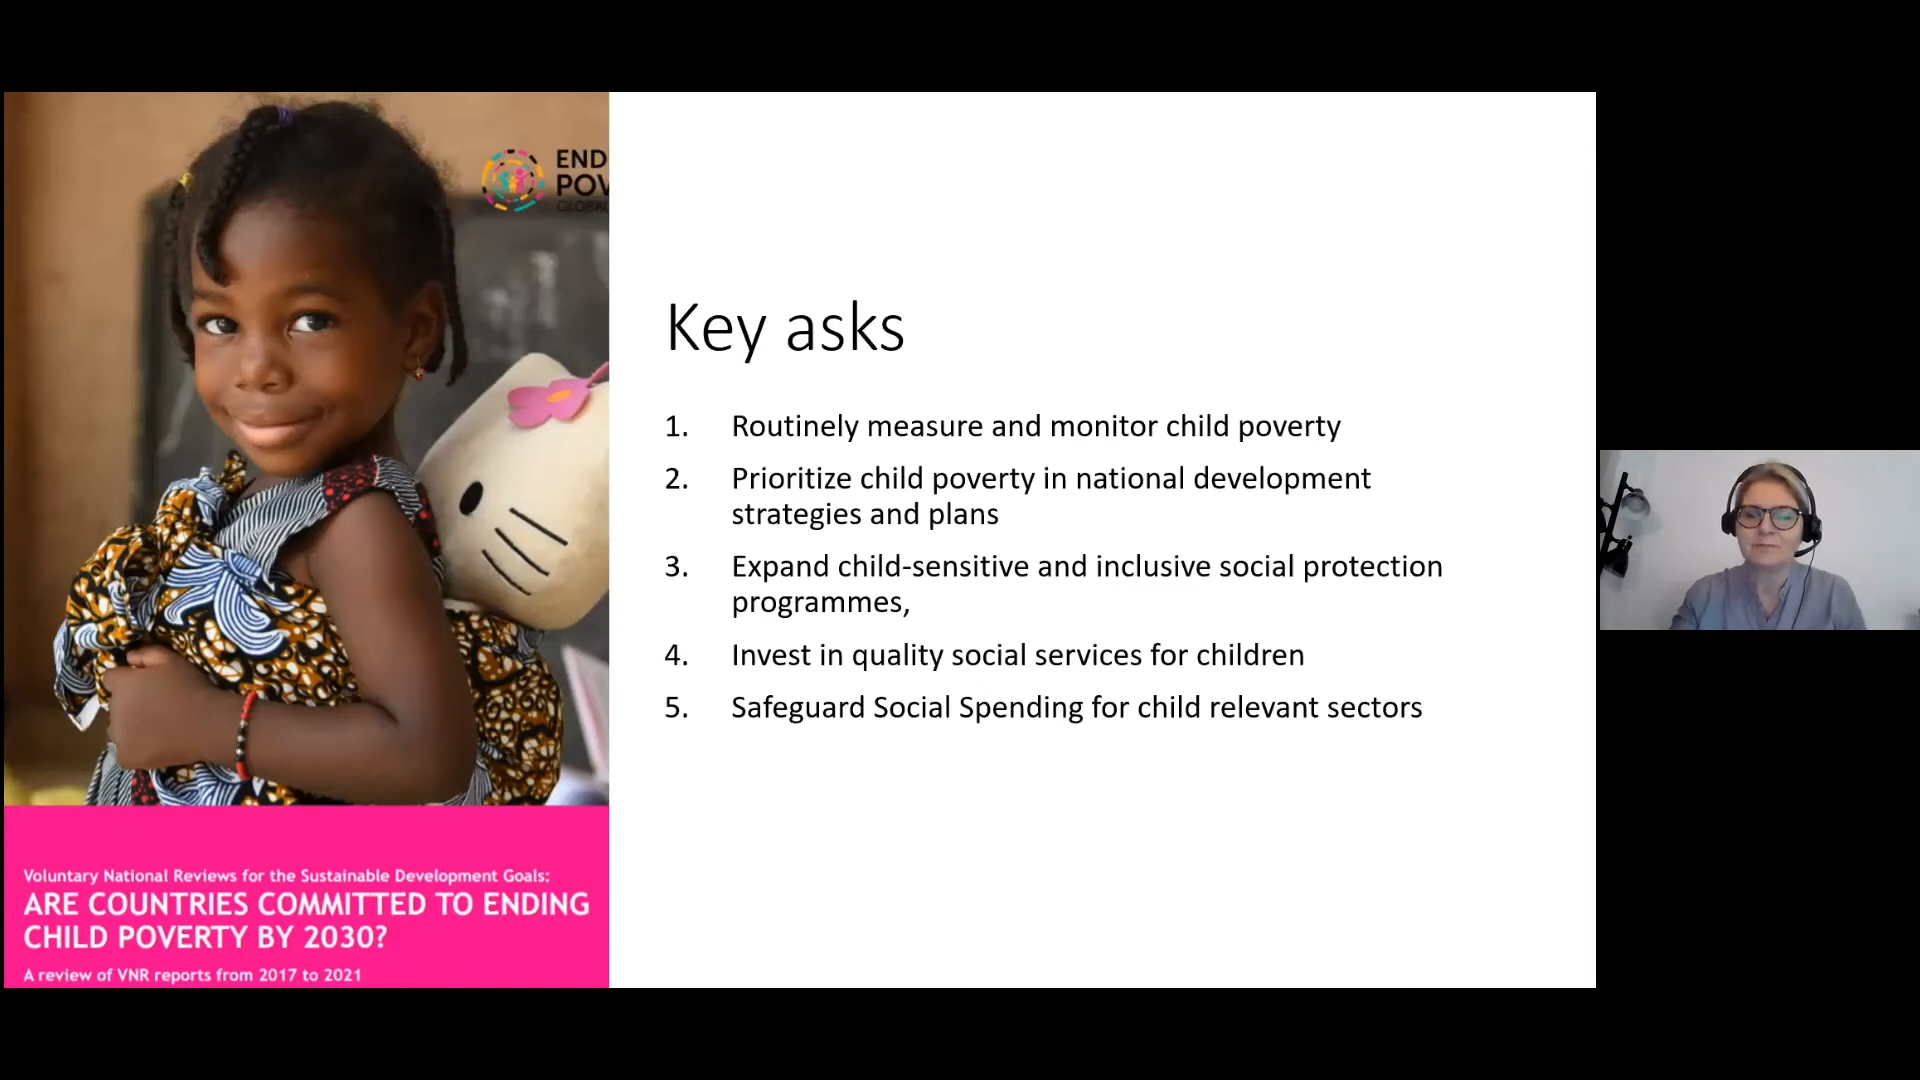 END
POV
GLOBAL
Key asks
1. Routinely measure and monitor child poverty
2. Prioritize child poverty in national development
strategies and plans
3. Expand child-sensitive and inclusive social protection
programmes,
4. Invest in quality social services for children
5. Safeguard Social Spending for child relevant sectors
Voluntary National Reviews for the Sustainable Development Goals:
ARE COUNTRIES COMMITTED TO ENDING
CHILD POVERTY BY 2030?
A review of VNR reports from 2017 to 2021